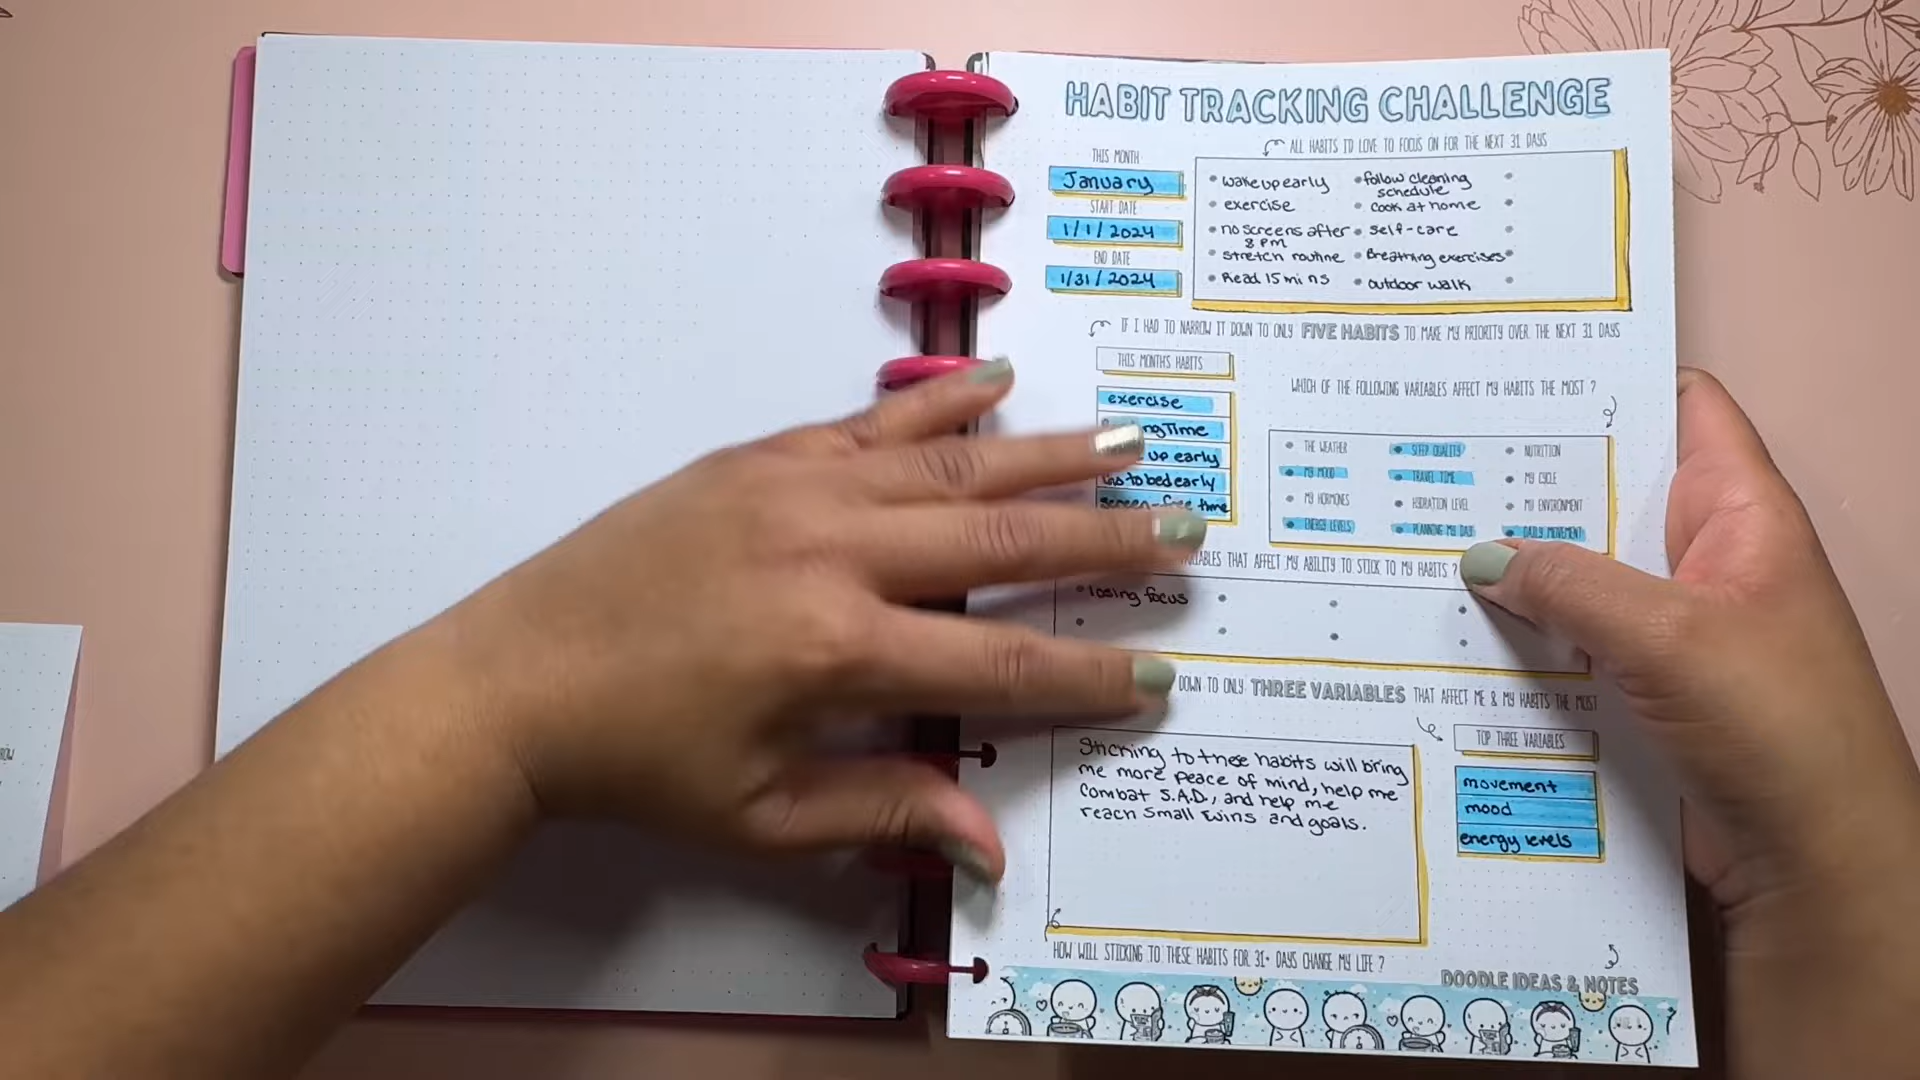 HABIT TRACKING CHALLENGE
ALL HABITS I'D LOVE TO FOCUS ON FOR THE NEXT 31 DAYS
THIS MONTH
January
START DATE
1/1/2024
END DATE
1/31/2024
wake up early
exercise
no screens after
8 pm
stretch routine
Read 15 mins
follow cleaning
schedule
cook at home
self-care
Breathing exercises
outdoor walk
IF I HAD TO NARROW IT DOWN TO ONLY FIVE HABITS TO MAKE MY PRIORITY OVER THE NEXT 31 DAYS
THIS MONTH'S HABITS
exercise
Time
up early
to bed early
screen-free time
WHICH OF THE FOLLOWING VARIABLES AFFECT MY HABITS THE MOST ?
THE WEATHER
MY MOOD
MY HORMONES
ENERGY LEVELS
SLEEP QUALITY
TRAVEL TIME
HYDRATION LEVEL
PLANNING MY DAY
NUTRITION
MY CYCLE
MY ENVIRONMENT
DAILY MOVEMENT
THAT AFFECT MY ABILITY TO STICK TO MY HABITS ?
losing focus
DOWN TO ONLY THREE VARIABLES THAT AFFECT ME & MY HABITS THE MOST
TOP THREE VARIABLES
movement
mood
energy levels
Sticking to these habits will bring
me more peace of mind, help me
combat S.A.D., and help me
reach small wins and goals.
HOW WILL STICKING TO THESE HABITS FOR 31+ DAYS CHANGE MY LIFE ?
DOODLE IDEAS & NOTES